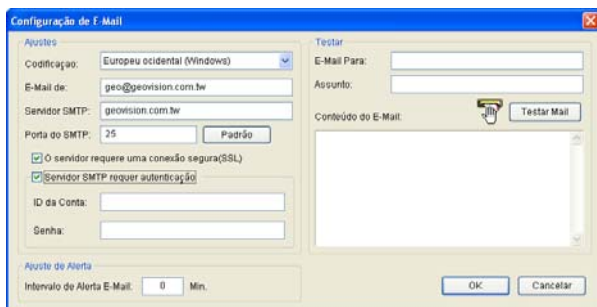 Configuração de E-Mail
Ajustes
Codificaçao:
Europeu ocidental (Windows)
E-Mail de:
geo@geovision.com.tw
Servidor SMTP:
geovision.com.tw
Porta do SMTP:
25
Padrão
O servidor requere uma conexão segura(SSL)
Servidor SMTP requer autenticação
ID da Conta:
Senha:
Ajuste de Alerta
Intervalo de Alerta E-Mail:
0
Min.
Testar
E-Mail Para:
Assunto:
Conteúdo do E-Mail:
Testar Mail
OK
Cancelar